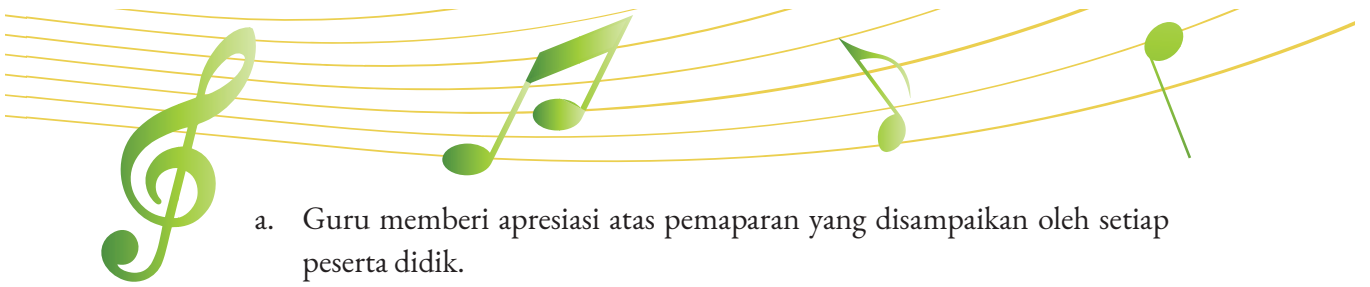 a. Guru memberi apresiasi atas pemaparan yang disampaikan oleh setiap
peserta didik.